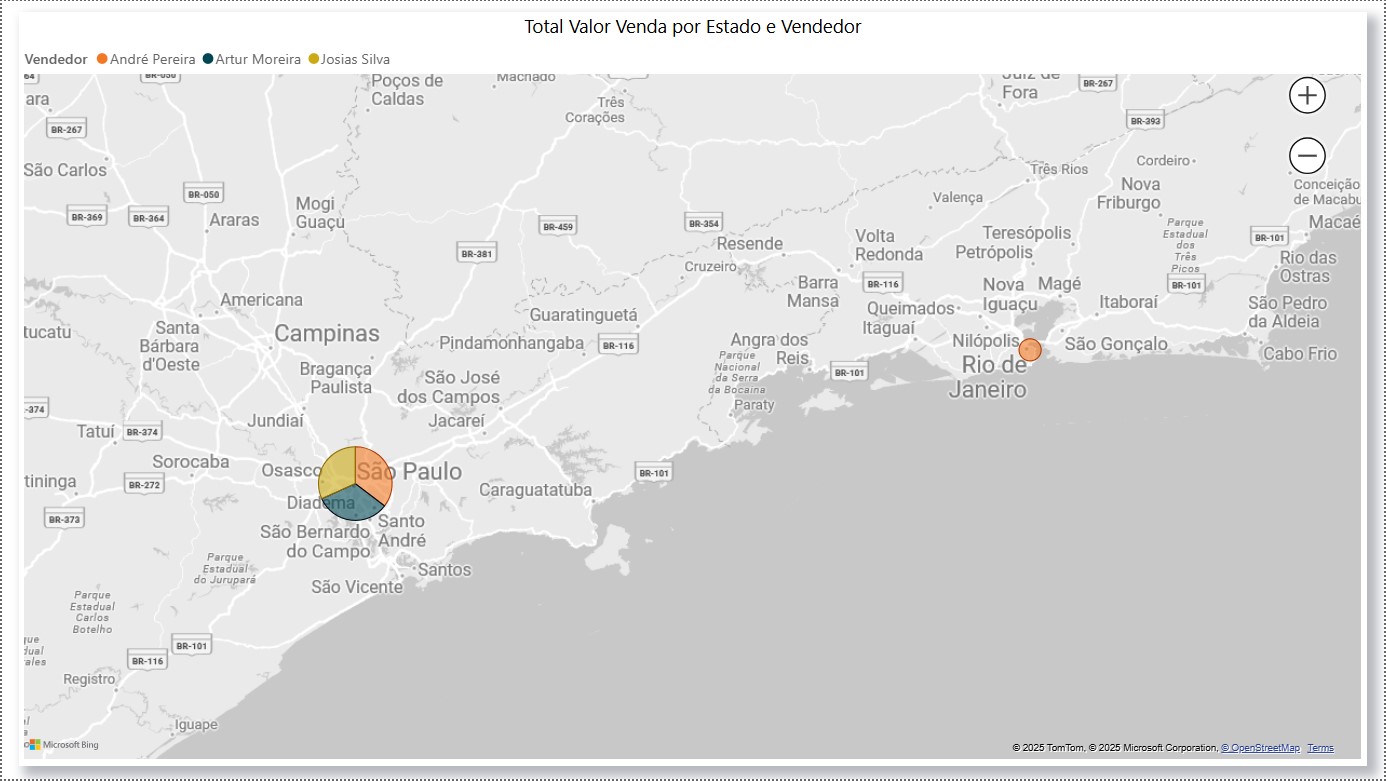 Total Valor Venda por Estado e Vendedor
Vendedor André Pereira Artur Moreira Josias Silva
Poços de
Caldas
Machado
Três
Corações
Fora
BR-267
BR-393
ara
BR-267
São Carlos
BR-050
BR-369
BR-364
Araras
Mogi
Guaçu
BR-459
BR-381
BR-354
Resende
Cruzeiro
Três Rios
Cordeiro
Valença
Nova
Friburgo
Conceição
de Macabu
Macaé
Parque
Estadual
dos
Três
Picos
BR-101
Rio das
Ostras
Volta
Redonda
Teresópolis
Petrópolis
Barra
Mansa
BR-116
Nova
Iguaçu
Magé
BR-101
Itaboraí
São Pedro
da Aldeia
Queimados
Itaguaí
Americana
Campinas
Guaratinguetá
tucatu
Santa
Bárbara
d'Oeste
Pindamonhangaba
BR-116
Angra dos
Reis
Nilópolis
São Gonçalo
Cabo Frio
Rio de
Janeiro
Bragança
Paulista
São José
dos Campos
Parque
Nacional
da Serra
da Bocaina
BR-101
Paraty
-374
Jundiaí
Jacareí
Tatuí
BR-374
Sorocaba
Osasco
São Paulo
BR-101
tininga
BR-272
Diadema
Caraguatatuba
BR-373
Santo
André
São Bernardo
do Campo
Parque
Estadual
do Jurupará
Santos
São Vicente
Parque
Estadual
Carlos
Botelho
BR-101
BR-116
Registro
Iguape
Microsoft Bing
© 2025 TomTom, © 2025 Microsoft Corporation, © OpenStreetMap Terms